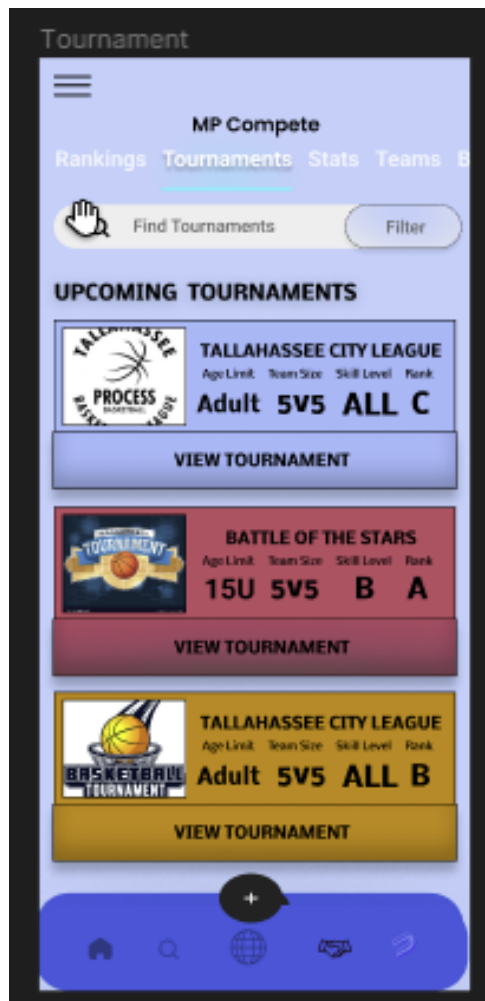 Tournament
MP Compete
Rankings Tournaments Stats Teams B
Find Tournaments Filter
UPCOMING TOURNAMENTS
TALLAHASSEE
PROCESS
BASKETBALL
LEAGUE
TALLAHASSEE CITY LEAGUE
Age Limit Team Size Skill Level Rank
Adult 5V5 ALL C
VIEW TOURNAMENT
TOURNAMENT
BATTLE OF THE STARS
Age Limit Team Size Skill Level Rank
15U 5V5 B A
VIEW TOURNAMENT
BASKETBALL
TOURNAMENT
TALLAHASSEE CITY LEAGUE
Age Limit Team Size Skill Level Rank
Adult 5V5 ALL B
VIEW TOURNAMENT
+